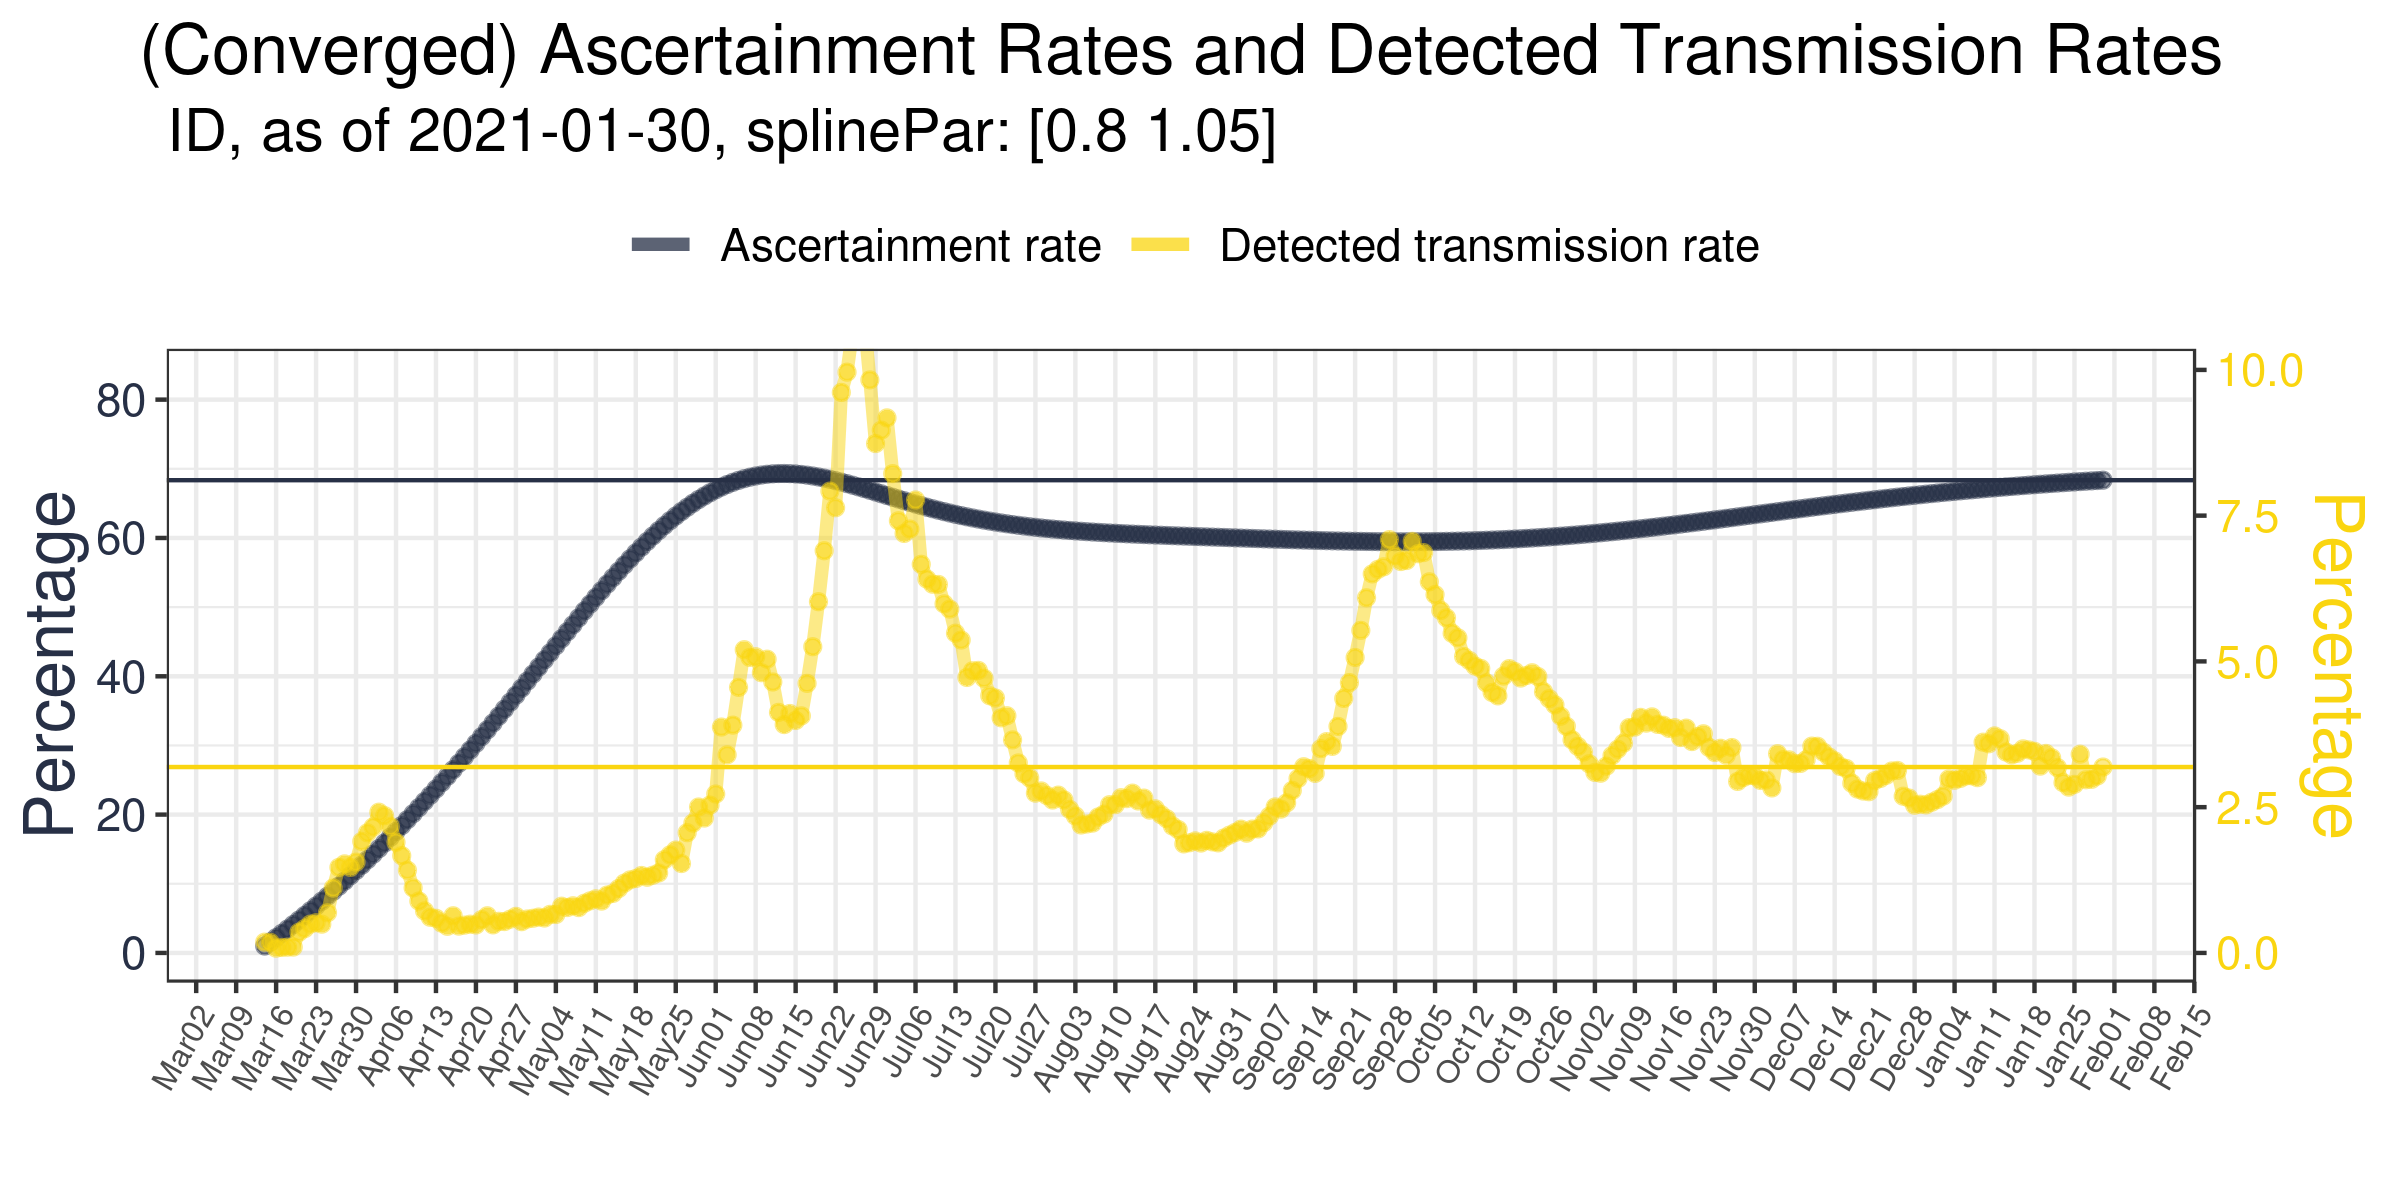 (Converged) Ascertainment Rates and Detected Transmission Rates
ID, as of 2021-01-30, splinePar: [0.8 1.05]
Ascertainment rate
Detected transmission rate
Percentage
80
60
40
20
0
10.0
7.5
5.0
2.5
0.0
Percentage
Mar02
Mar09
Mar16
Mar23
Mar30
Apr06
Apr13
Apr20
Apr27
May04
May11
May18
May25
Jun01
Jun08
Jun15
Jun22
Jun29
Jul06
Jul13
Jul20
Jul27
Aug03
Aug10
Aug17
Aug24
Aug31
Sep07
Sep14
Sep21
Sep28
Oct05
Oct12
Oct19
Oct26
Nov02
Nov09
Nov16
Nov23
Nov30
Dec07
Dec14
Dec21
Dec28
Jan04
Jan11
Jan18
Jan25
Feb01
Feb08
Feb15